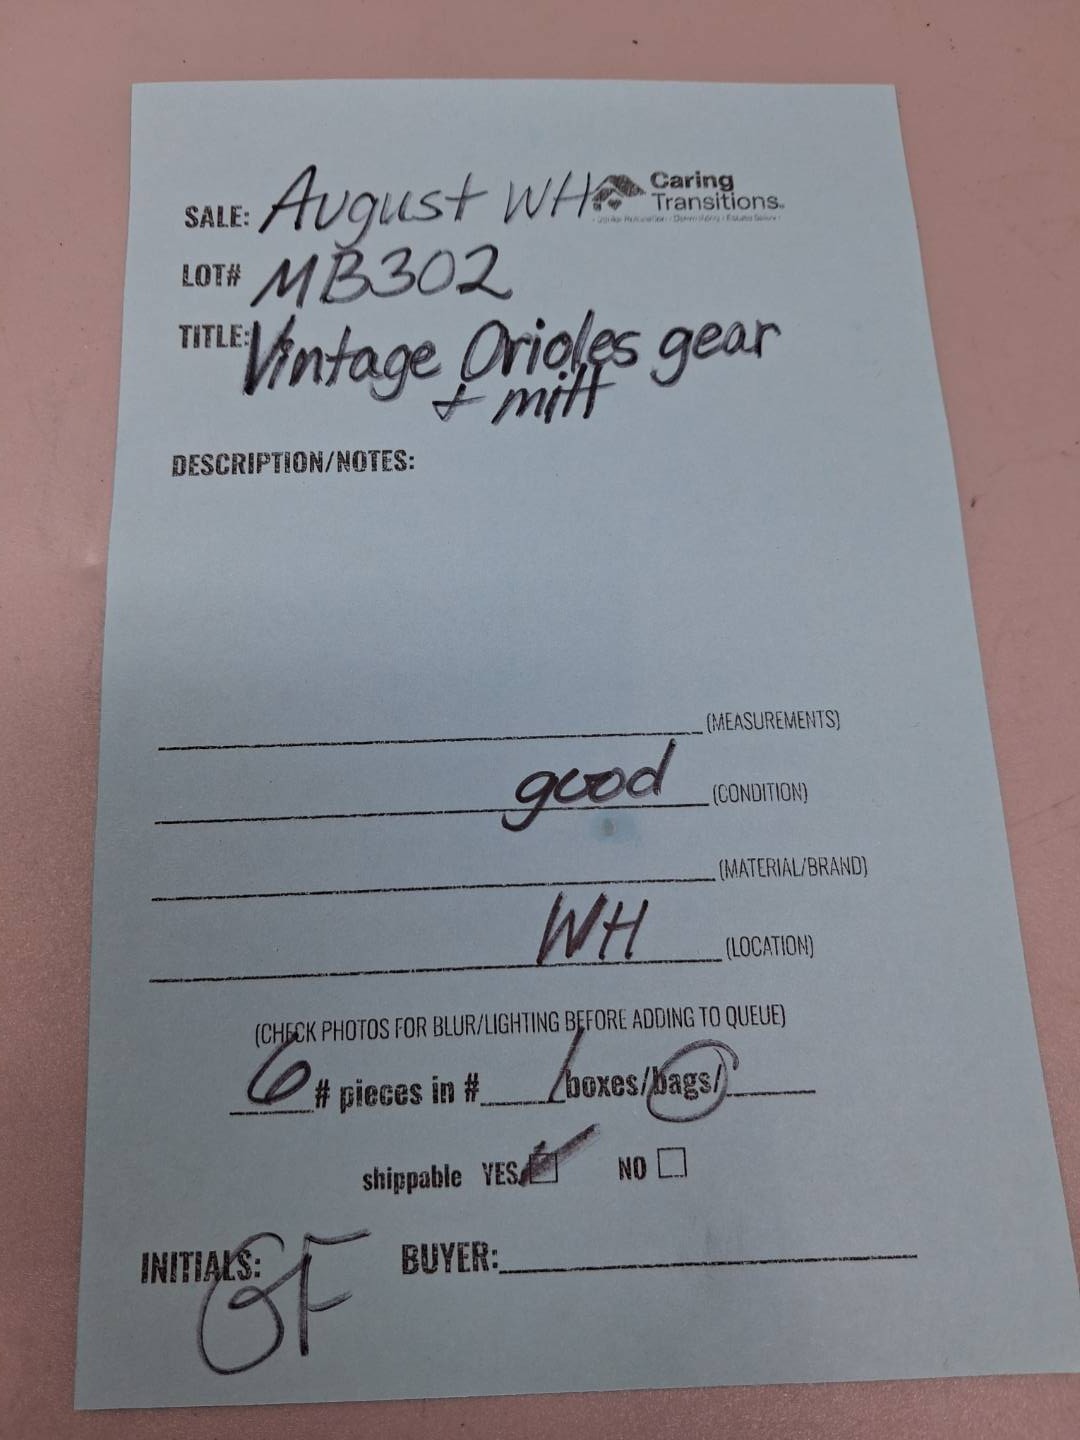 SALE: August WH Caring
Transitions.
LOT# MB302
TITLE: Vintage Orioles gear
+ mitt
DESCRIPTION/NOTES:
(MEASUREMENTS)
good (CONDITION)
(MATERIAL/BRAND)
WH (LOCATION)
(CHECK PHOTOS FOR BLUR/LIGHTING BEFORE ADDING TO QUEUE)
6 # pieces in # 1 boxes/bags/
shippable YES NO
INITIALS: GF BUYER: